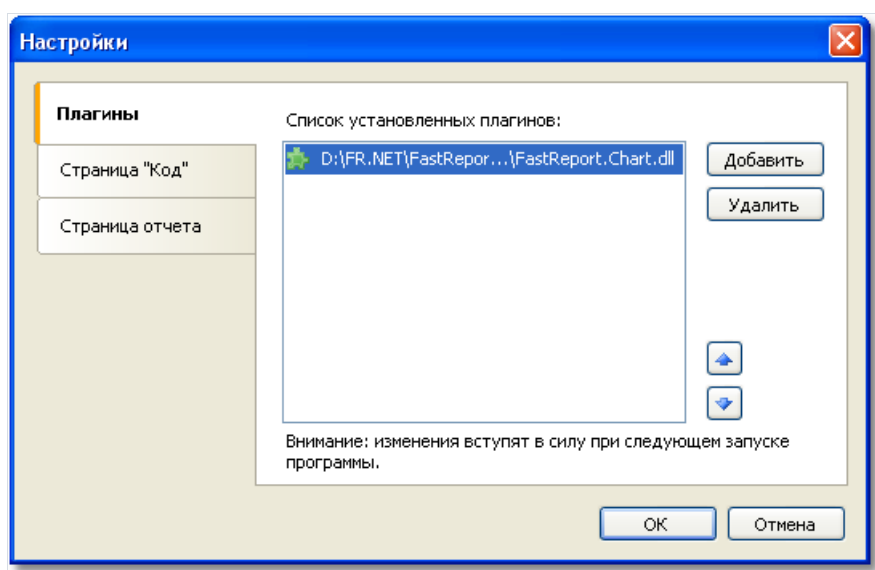 Настройки
Плагины
Страница "Код"
Страница отчета
Список установленных плагинов:
D:\FR.NET\FastRepor...\FastReport.Chart.dll
Добавить
Удалить
Внимание: изменения вступят в силу при следующем запуске
программы.
OK
Отмена